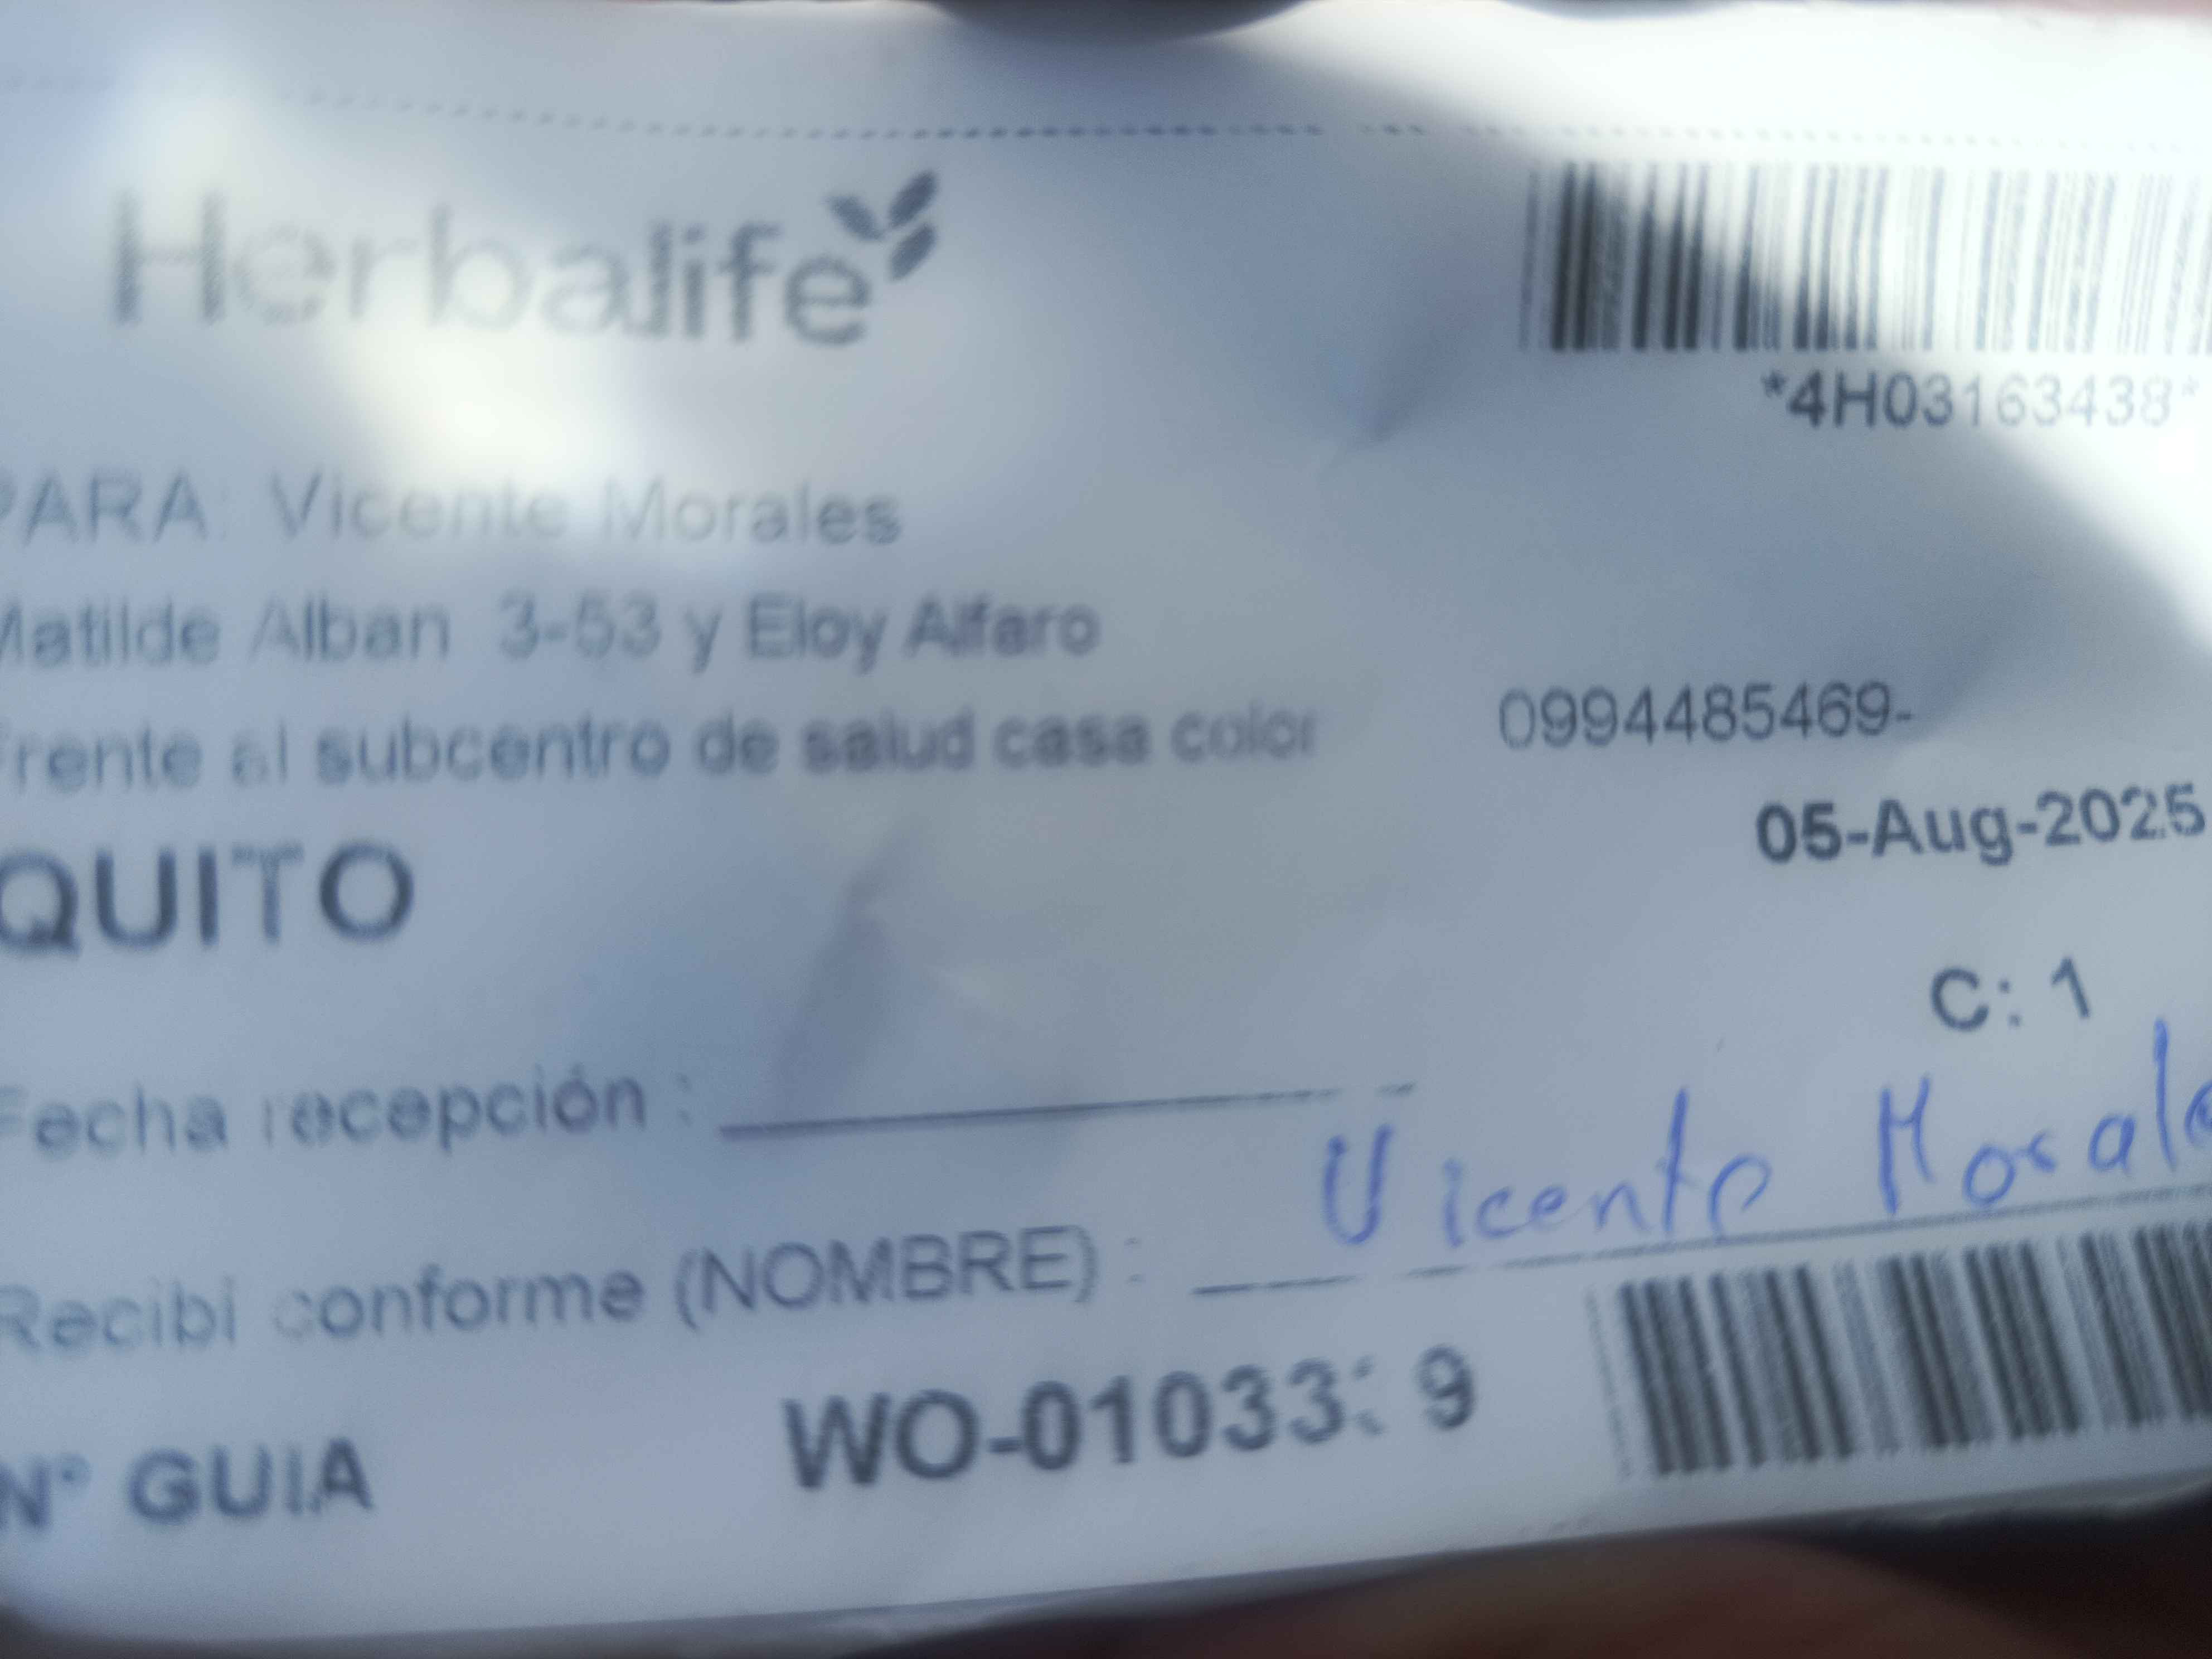 Herbalife
*4H03163438*
PARA: Vicente Morales
Matilde Alban 3-53 y Eloy Alfaro
frente al subcentro de salud casa color
0994485469-
QUITO
05-Aug-2025
C: 1
Fecha recepción :
Recibi conforme (NOMBRE) : Vicente Morale
N° GUIA